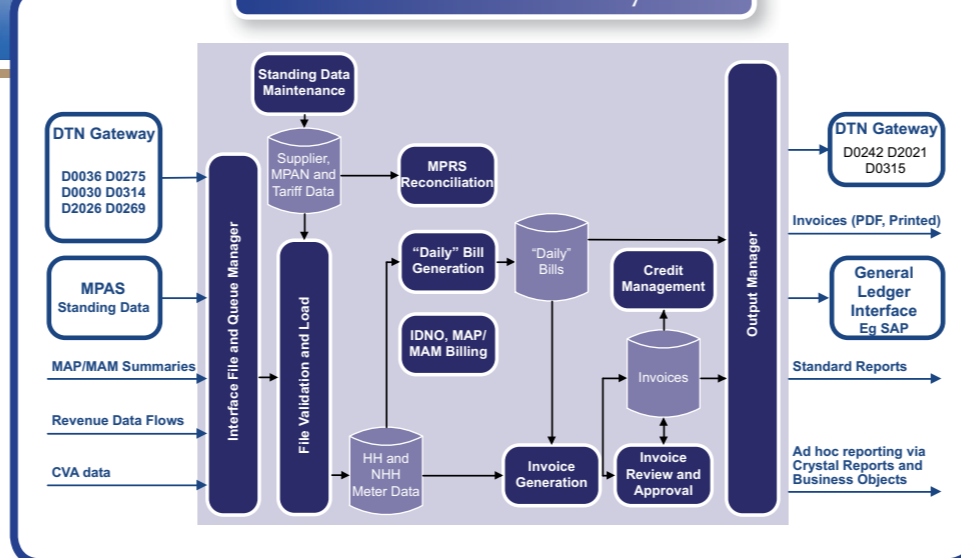 Standing Data
Maintenance
DTN Gateway
D0036 D0275
D0030 D0314
D2026 D0269
MPAS
Standing Data
MAP/MAM Summaries
Revenue Data Flows
CVA data
Interface File and Queue Manager
Supplier,
MPAN and
Tariff Data
File Validation and Load
MPRS
Reconciliation
“Daily” Bill
Generation
IDNO, MAP/
MAM Billing
HH and
NHH
Meter Data
“Daily”
Bills
Invoice
Generation
Credit
Management
Invoices
Invoice
Review and
Approval
Output Manager
DTN Gateway
D0242 D2021
D0315
Invoices (PDF, Printed)
General
Ledger
Interface
Eg SAP
Standard Reports
Ad hoc reporting via
Crystal Reports and
Business Objects